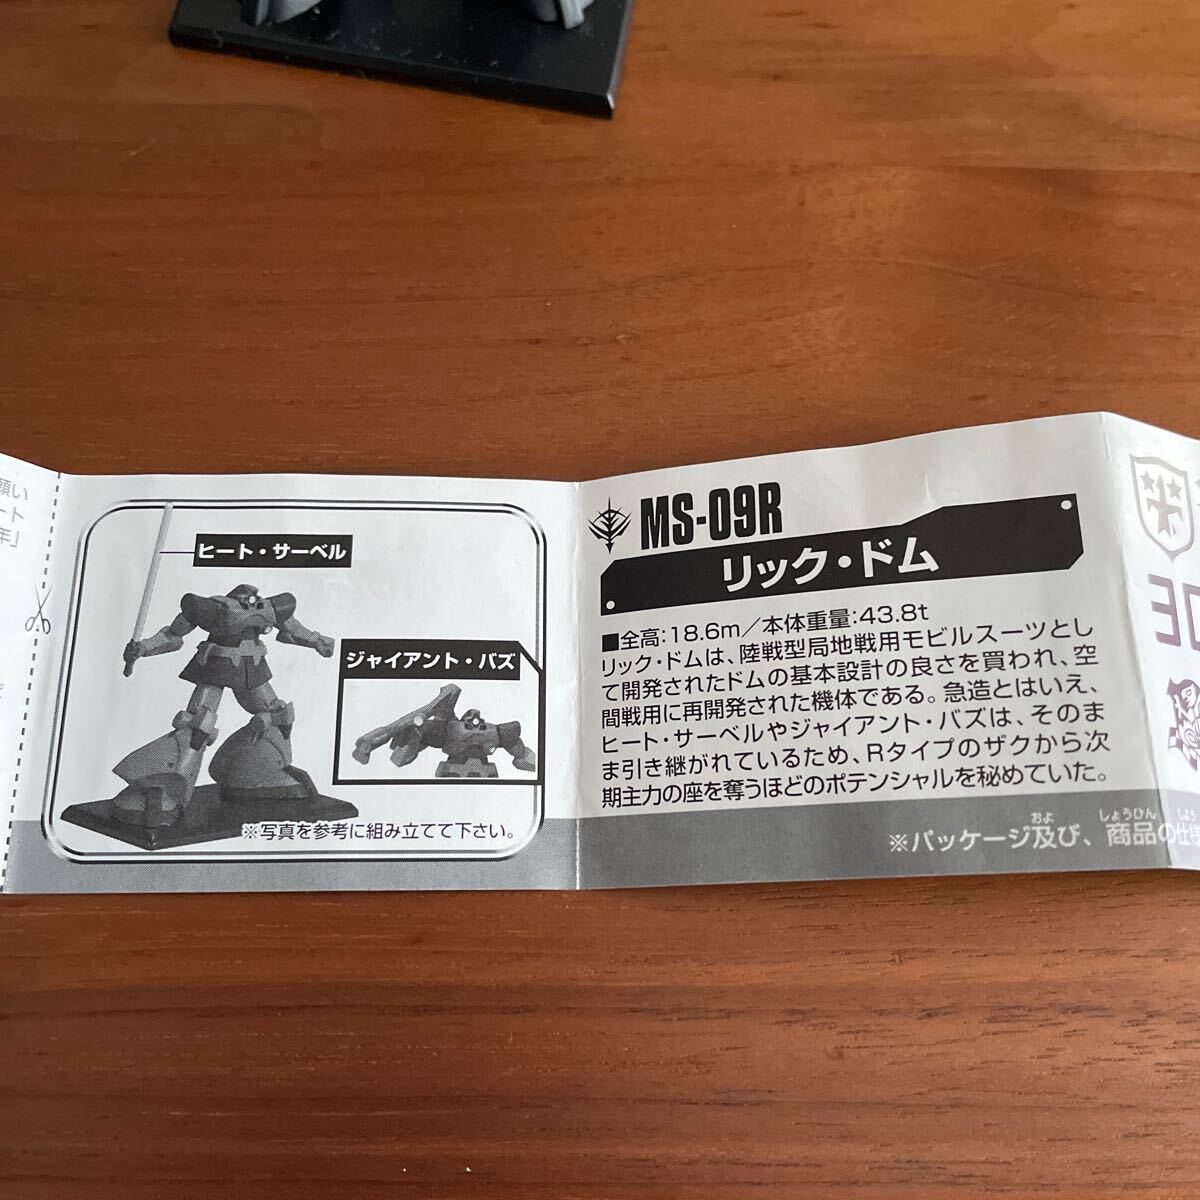 願い
ート
年」
ヒート・サーベル
ジャイアント・バズ
※写真を参考に組み立てて下さい。
MS-09R
リック・ドム
■全高:18.6m／本体重量:43.8t
リック・ドムは、陸戦型局地戦用モビルスーツとし
て開発されたドムの基本設計の良さを買われ、空
間戦用に再開発された機体である。急造とはいえ、
ヒート・サーベルやジャイアント・バズは、そのま
ま引き継がれているため、Rタイプのザクから次
期主力の座を奪うほどのポテンシャルを秘めていた。
※パッケージ及び、商品の仕